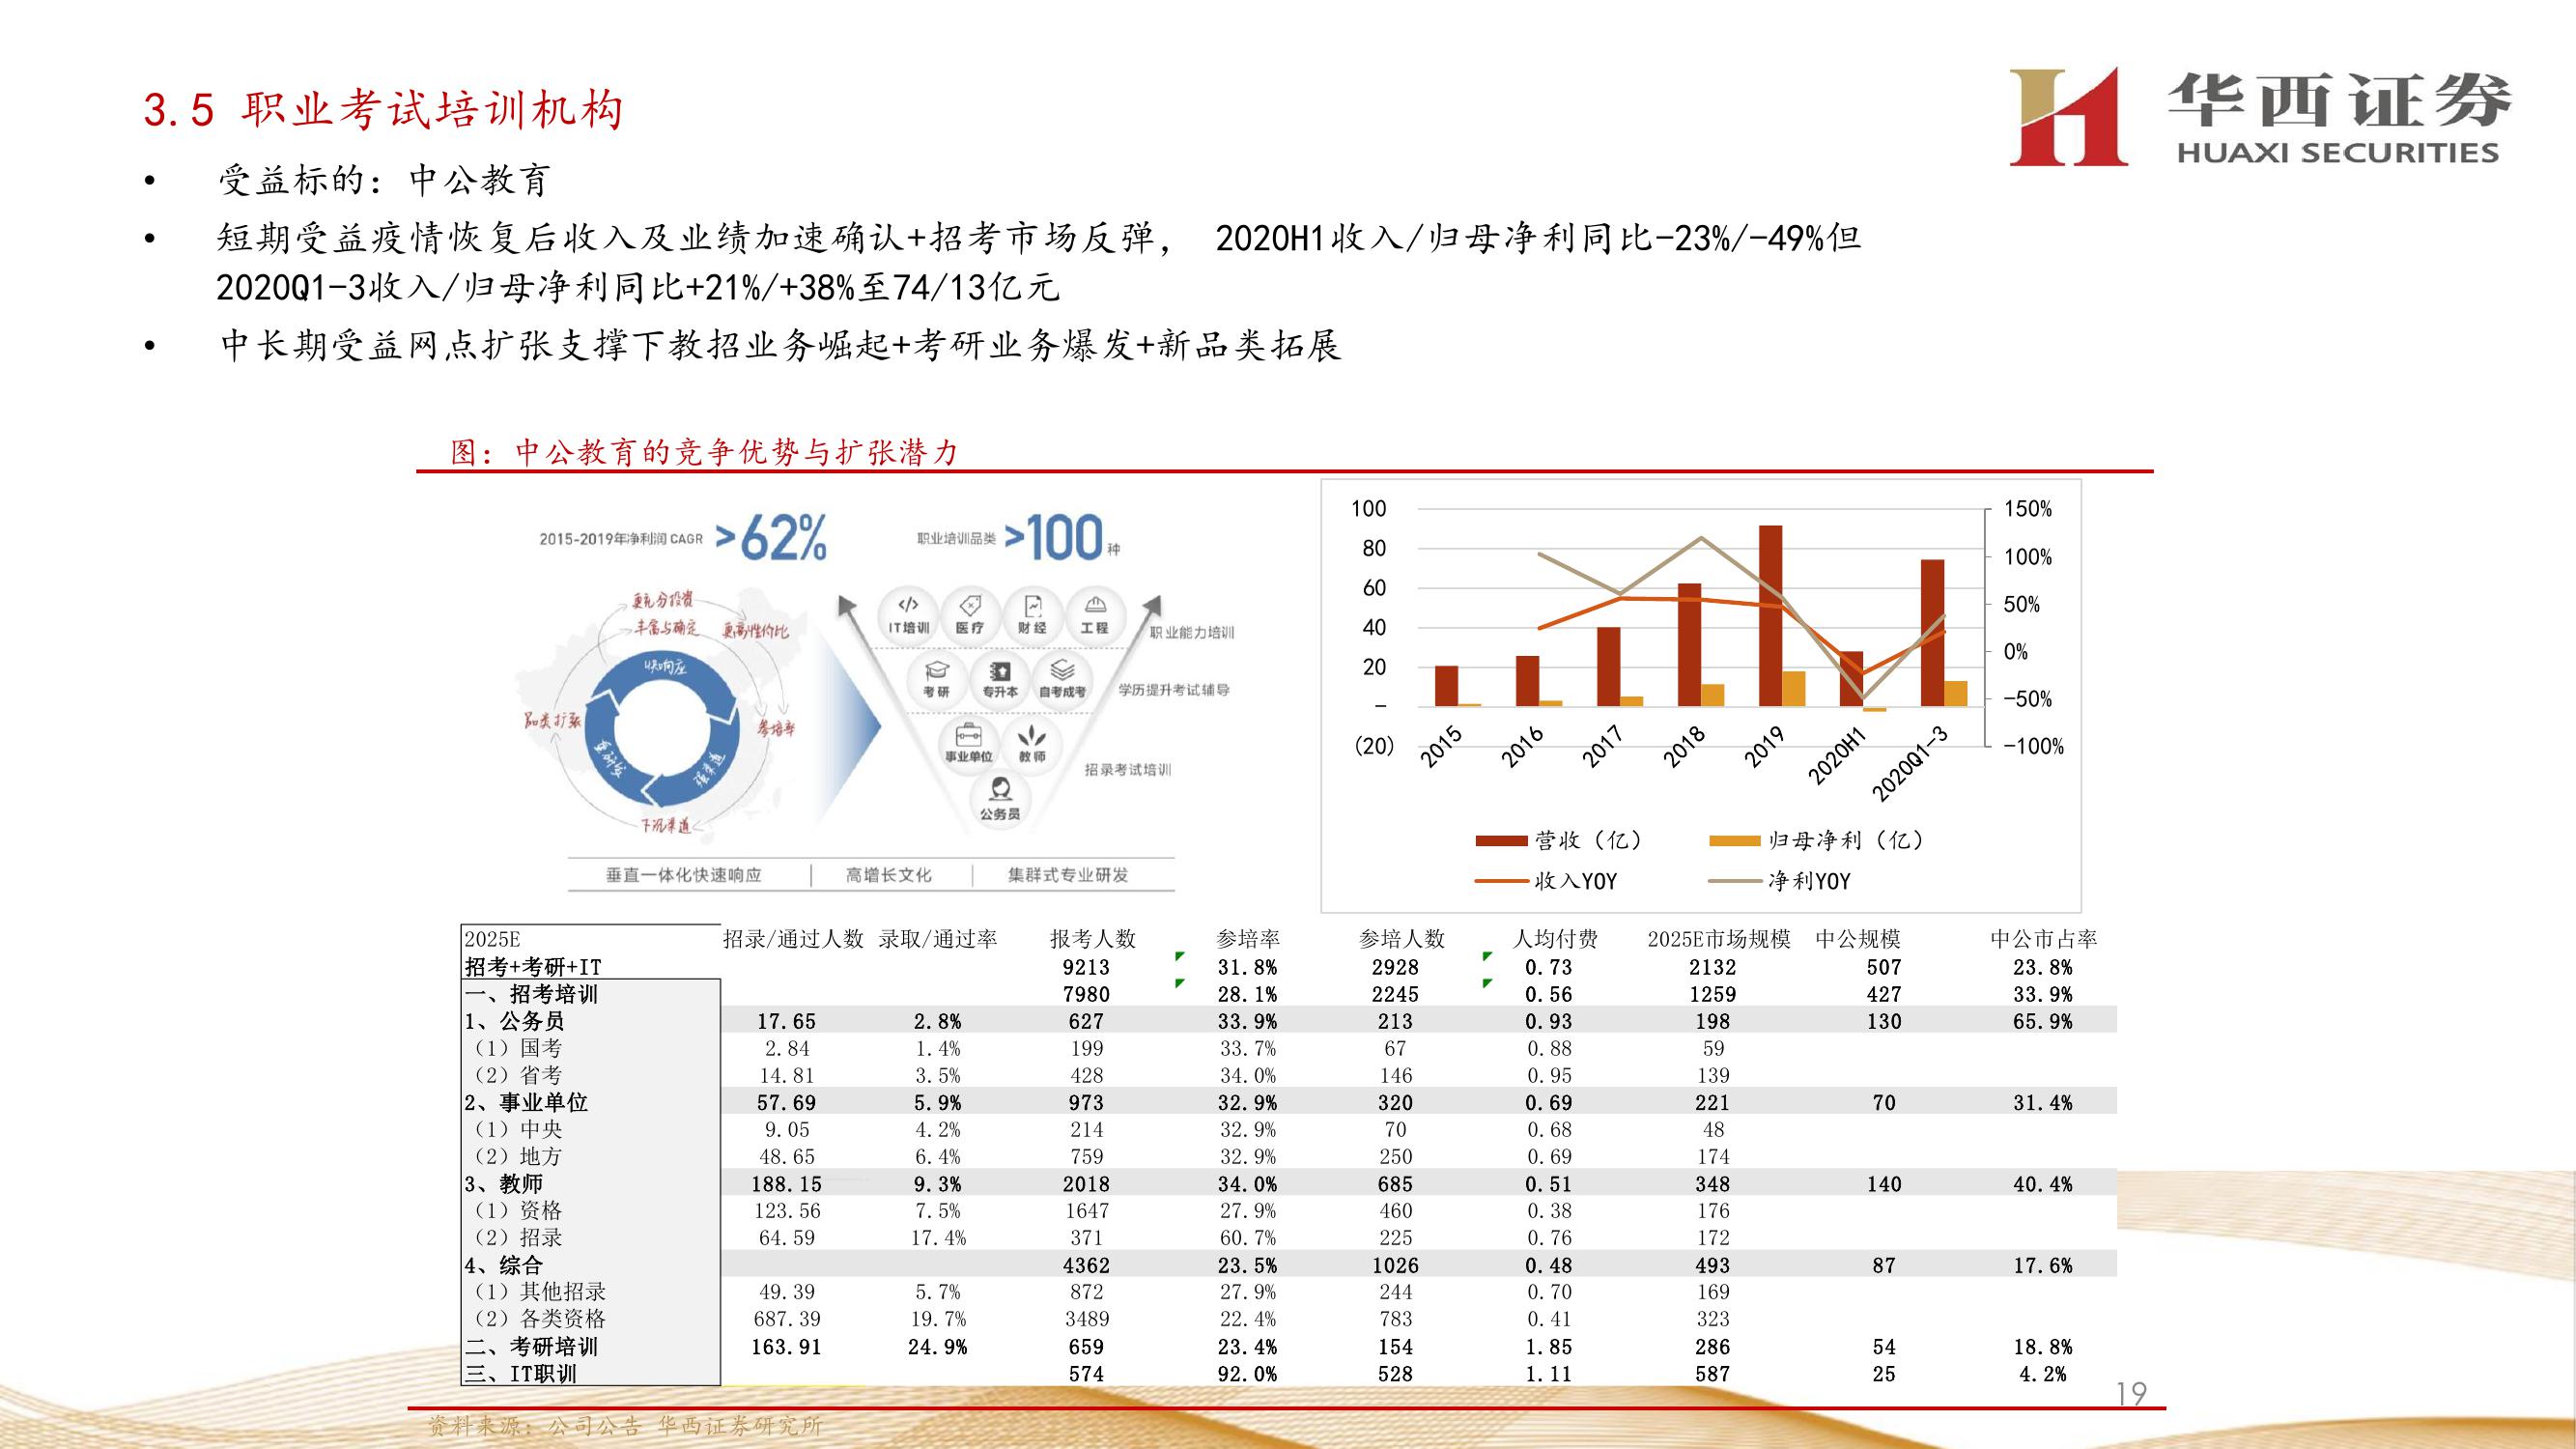 3.5 职业考试培训机构
华西证券
HUAXI SECURITIES
• 受益标的：中公教育
• 短期受益疫情恢复后收入及业绩加速确认+招考市场反弹， 2020H1收入/归母净利同比-23%/-49%但
2020Q1-3收入/归母净利同比+21%/+38%至74/13亿元
• 中长期受益网点扩张支撑下教招业务崛起+考研业务爆发+新品类拓展
图：中公教育的竞争优势与扩张潜力
2015-2019年净利润 CAGR >62%
职业培训品类 >100 种
更充分投资
丰富与确定
更高性价比
快响应
品类扩张
参培率
重研发
强渠道
下沉渠道
IT培训 医疗 财经 工程
职业能力培训
考研 专升本 自考成考
学历提升考试辅导
事业单位 教师
招录考试培训
公务员
垂直一体化快速响应 | 高增长文化 | 集群式专业研发
100 150%
80 100%
60 50%
40 0%
20 -50%
-
(20) -100%
2015 2016 2017 2018 2019 2020H1 2020Q1-3
营收（亿） 归母净利（亿）
收入YOY 净利YOY
2025E 招录/通过人数 录取/通过率 报考人数 参培率 参培人数 人均付费 2025E市场规模 中公规模 中公市占率
招考+考研+IT 9213 31.8% 2928 0.73 2132 507 23.8%
一、招考培训 7980 28.1% 2245 0.56 1259 427 33.9%
1、公务员 17.65 2.8% 627 33.9% 213 0.93 198 130 65.9%
（1）国考 2.84 1.4% 199 33.7% 67 0.88 59
（2）省考 14.81 3.5% 428 34.0% 146 0.95 139
2、事业单位 57.69 5.9% 973 32.9% 320 0.69 221 70 31.4%
（1）中央 9.05 4.2% 214 32.9% 70 0.68 48
（2）地方 48.65 6.4% 759 32.9% 250 0.69 174
3、教师 188.15 9.3% 2018 34.0% 685 0.51 348 140 40.4%
（1）资格 123.56 7.5% 1647 27.9% 460 0.38 176
（2）招录 64.59 17.4% 371 60.7% 225 0.76 172
4、综合 4362 23.5% 1026 0.48 493 87 17.6%
（1）其他招录 49.39 5.7% 872 27.9% 244 0.70 169
（2）各类资格 687.39 19.7% 3489 22.4% 783 0.41 323
二、考研培训 163.91 24.9% 659 23.4% 154 1.85 286 54 18.8%
三、IT职训 574 92.0% 528 1.11 587 25 4.2%
19
资料来源：公司公告 华西证券研究所